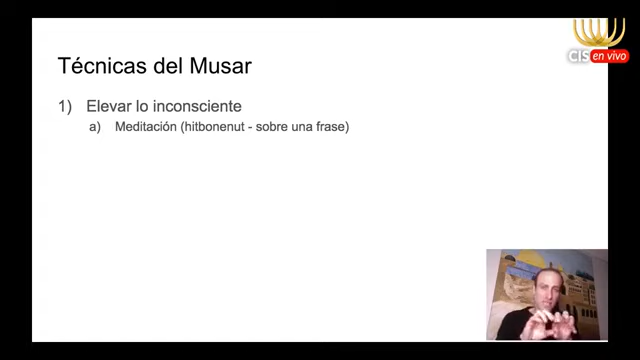 CIS en vivo
Técnicas del Musar
1) Elevar lo inconsciente
a) Meditación (hitbonenut - sobre una frase)